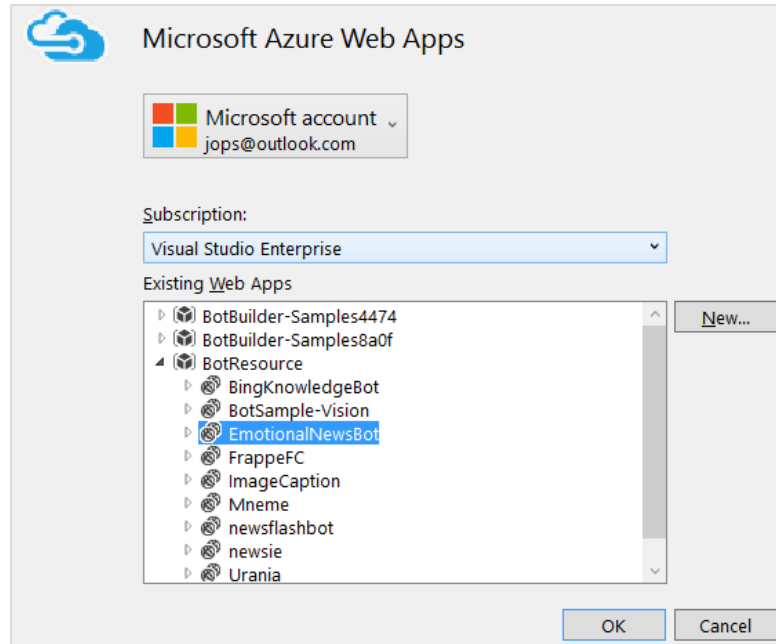 Microsoft Azure Web Apps
Microsoft account
jops@outlook.com
Subscription:
Visual Studio Enterprise
Existing Web Apps
BotBuilder-Samples4474
New...
BotBuilder-Samples8a0f
BotResource
BingKnowledgeBot
BotSample-Vision
EmotionalNewsBot
FrappeFC
ImageCaption
Mneme
newsflashbot
newsie
Urania
OK
Cancel